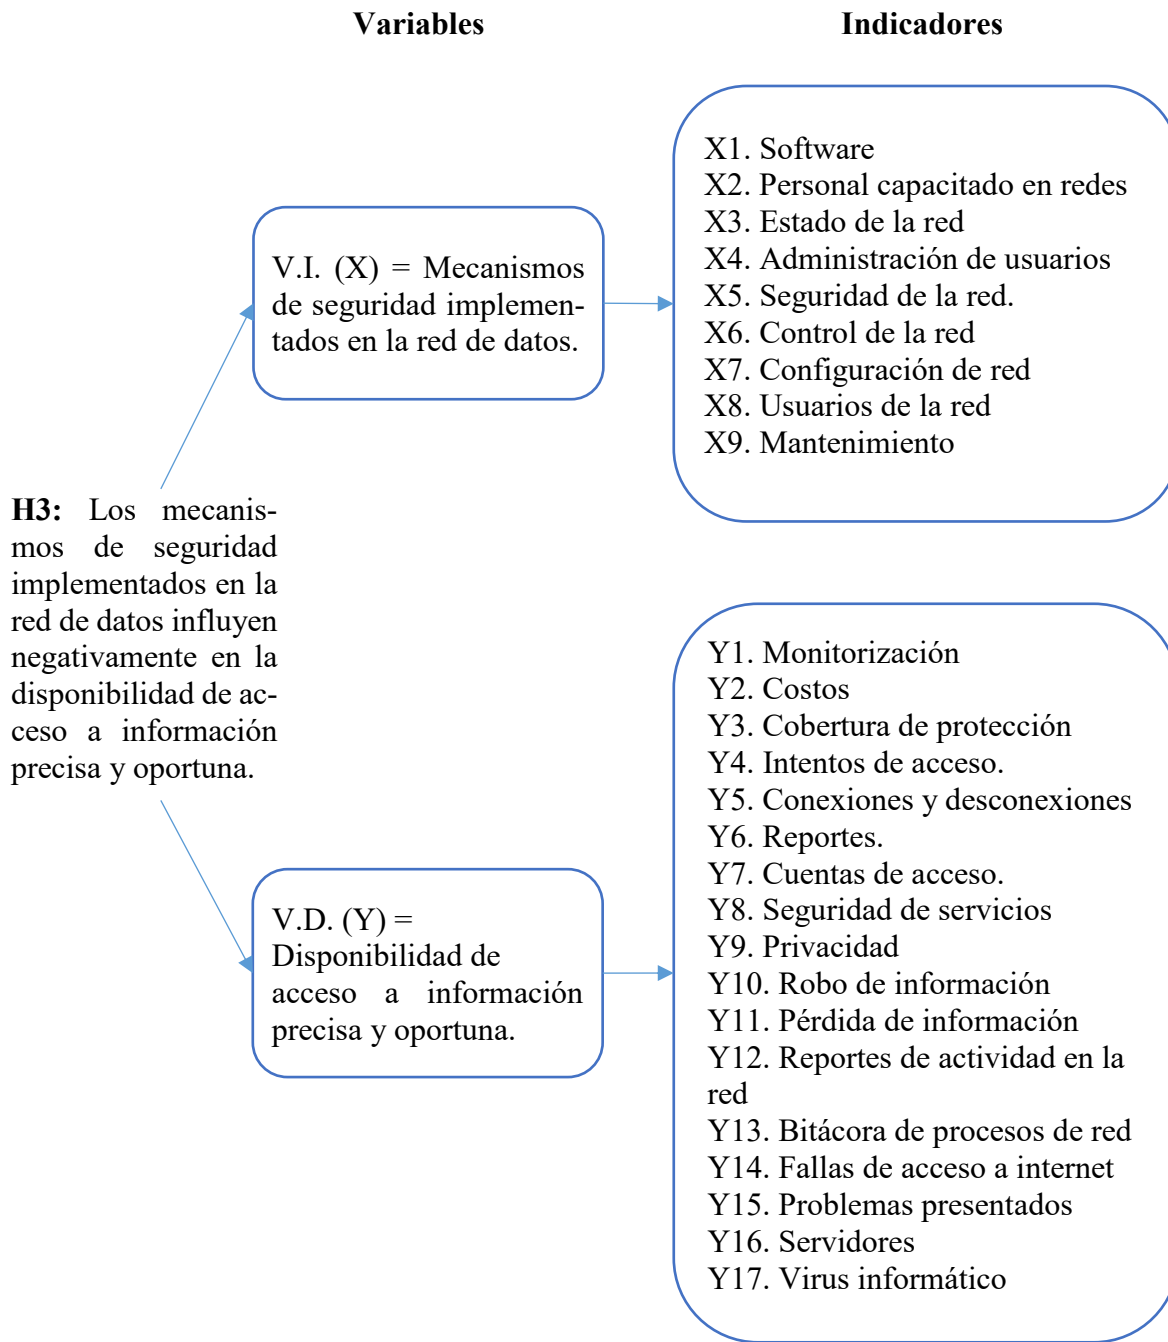 Variables
Indicadores
X1. Software
X2. Personal capacitado en redes
X3. Estado de la red
X4. Administración de usuarios
X5. Seguridad de la red.
X6. Control de la red
X7. Configuración de red
X8. Usuarios de la red
X9. Mantenimiento
V.I. (X) = Mecanismos
de seguridad implemen-
tados en la red de datos.
H3: Los mecanis-
mos de seguridad
implementados en la
red de datos influyen
negativamente en la
disponibilidad de ac-
ceso a información
precisa y oportuna.
V.D. (Y) =
Disponibilidad de
acceso a información
precisa y oportuna.
Y1. Monitorización
Y2. Costos
Y3. Cobertura de protección
Y4. Intentos de acceso.
Y5. Conexiones y desconexiones
Y6. Reportes.
Y7. Cuentas de acceso.
Y8. Seguridad de servicios
Y9. Privacidad
Y10. Robo de información
Y11. Pérdida de información
Y12. Reportes de actividad en la
red
Y13. Bitácora de procesos de red
Y14. Fallas de acceso a internet
Y15. Problemas presentados
Y16. Servidores
Y17. Virus informático